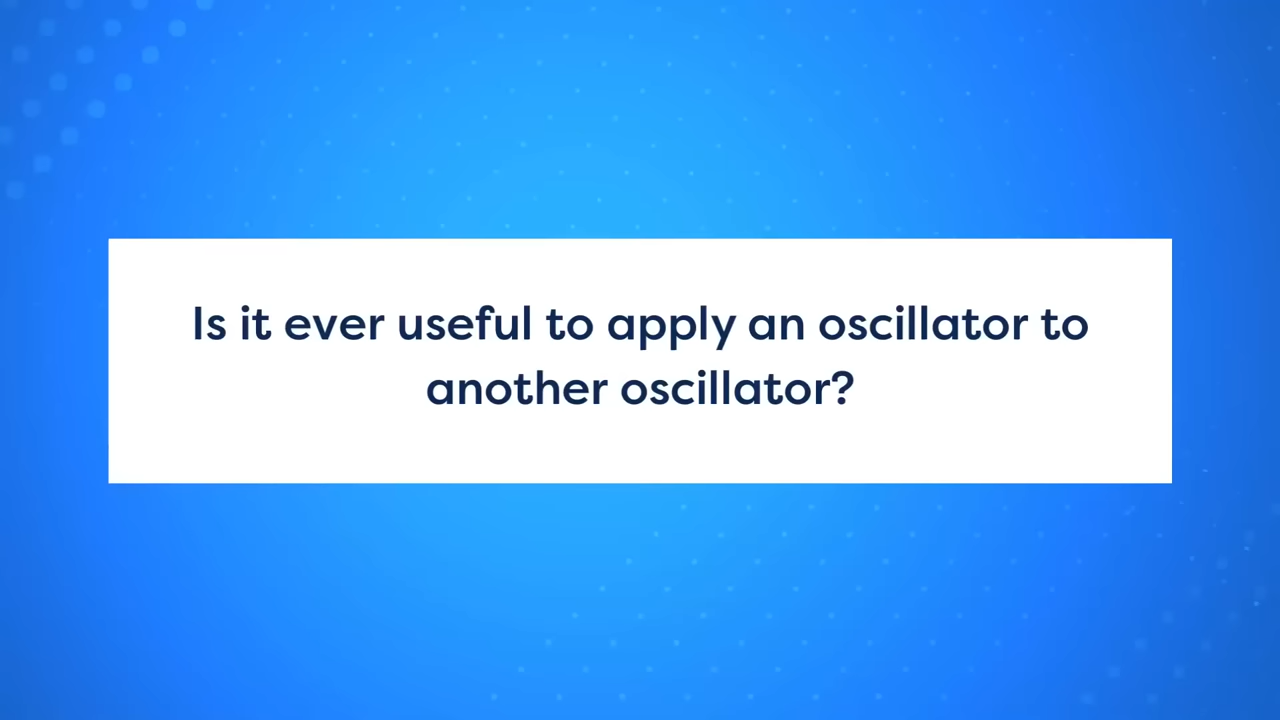 Is it ever useful to apply an oscillator to
another oscillator?